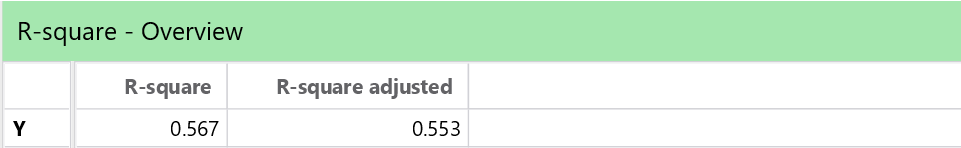 R-square - Overview
R-square R-square adjusted
Y 0.567 0.553